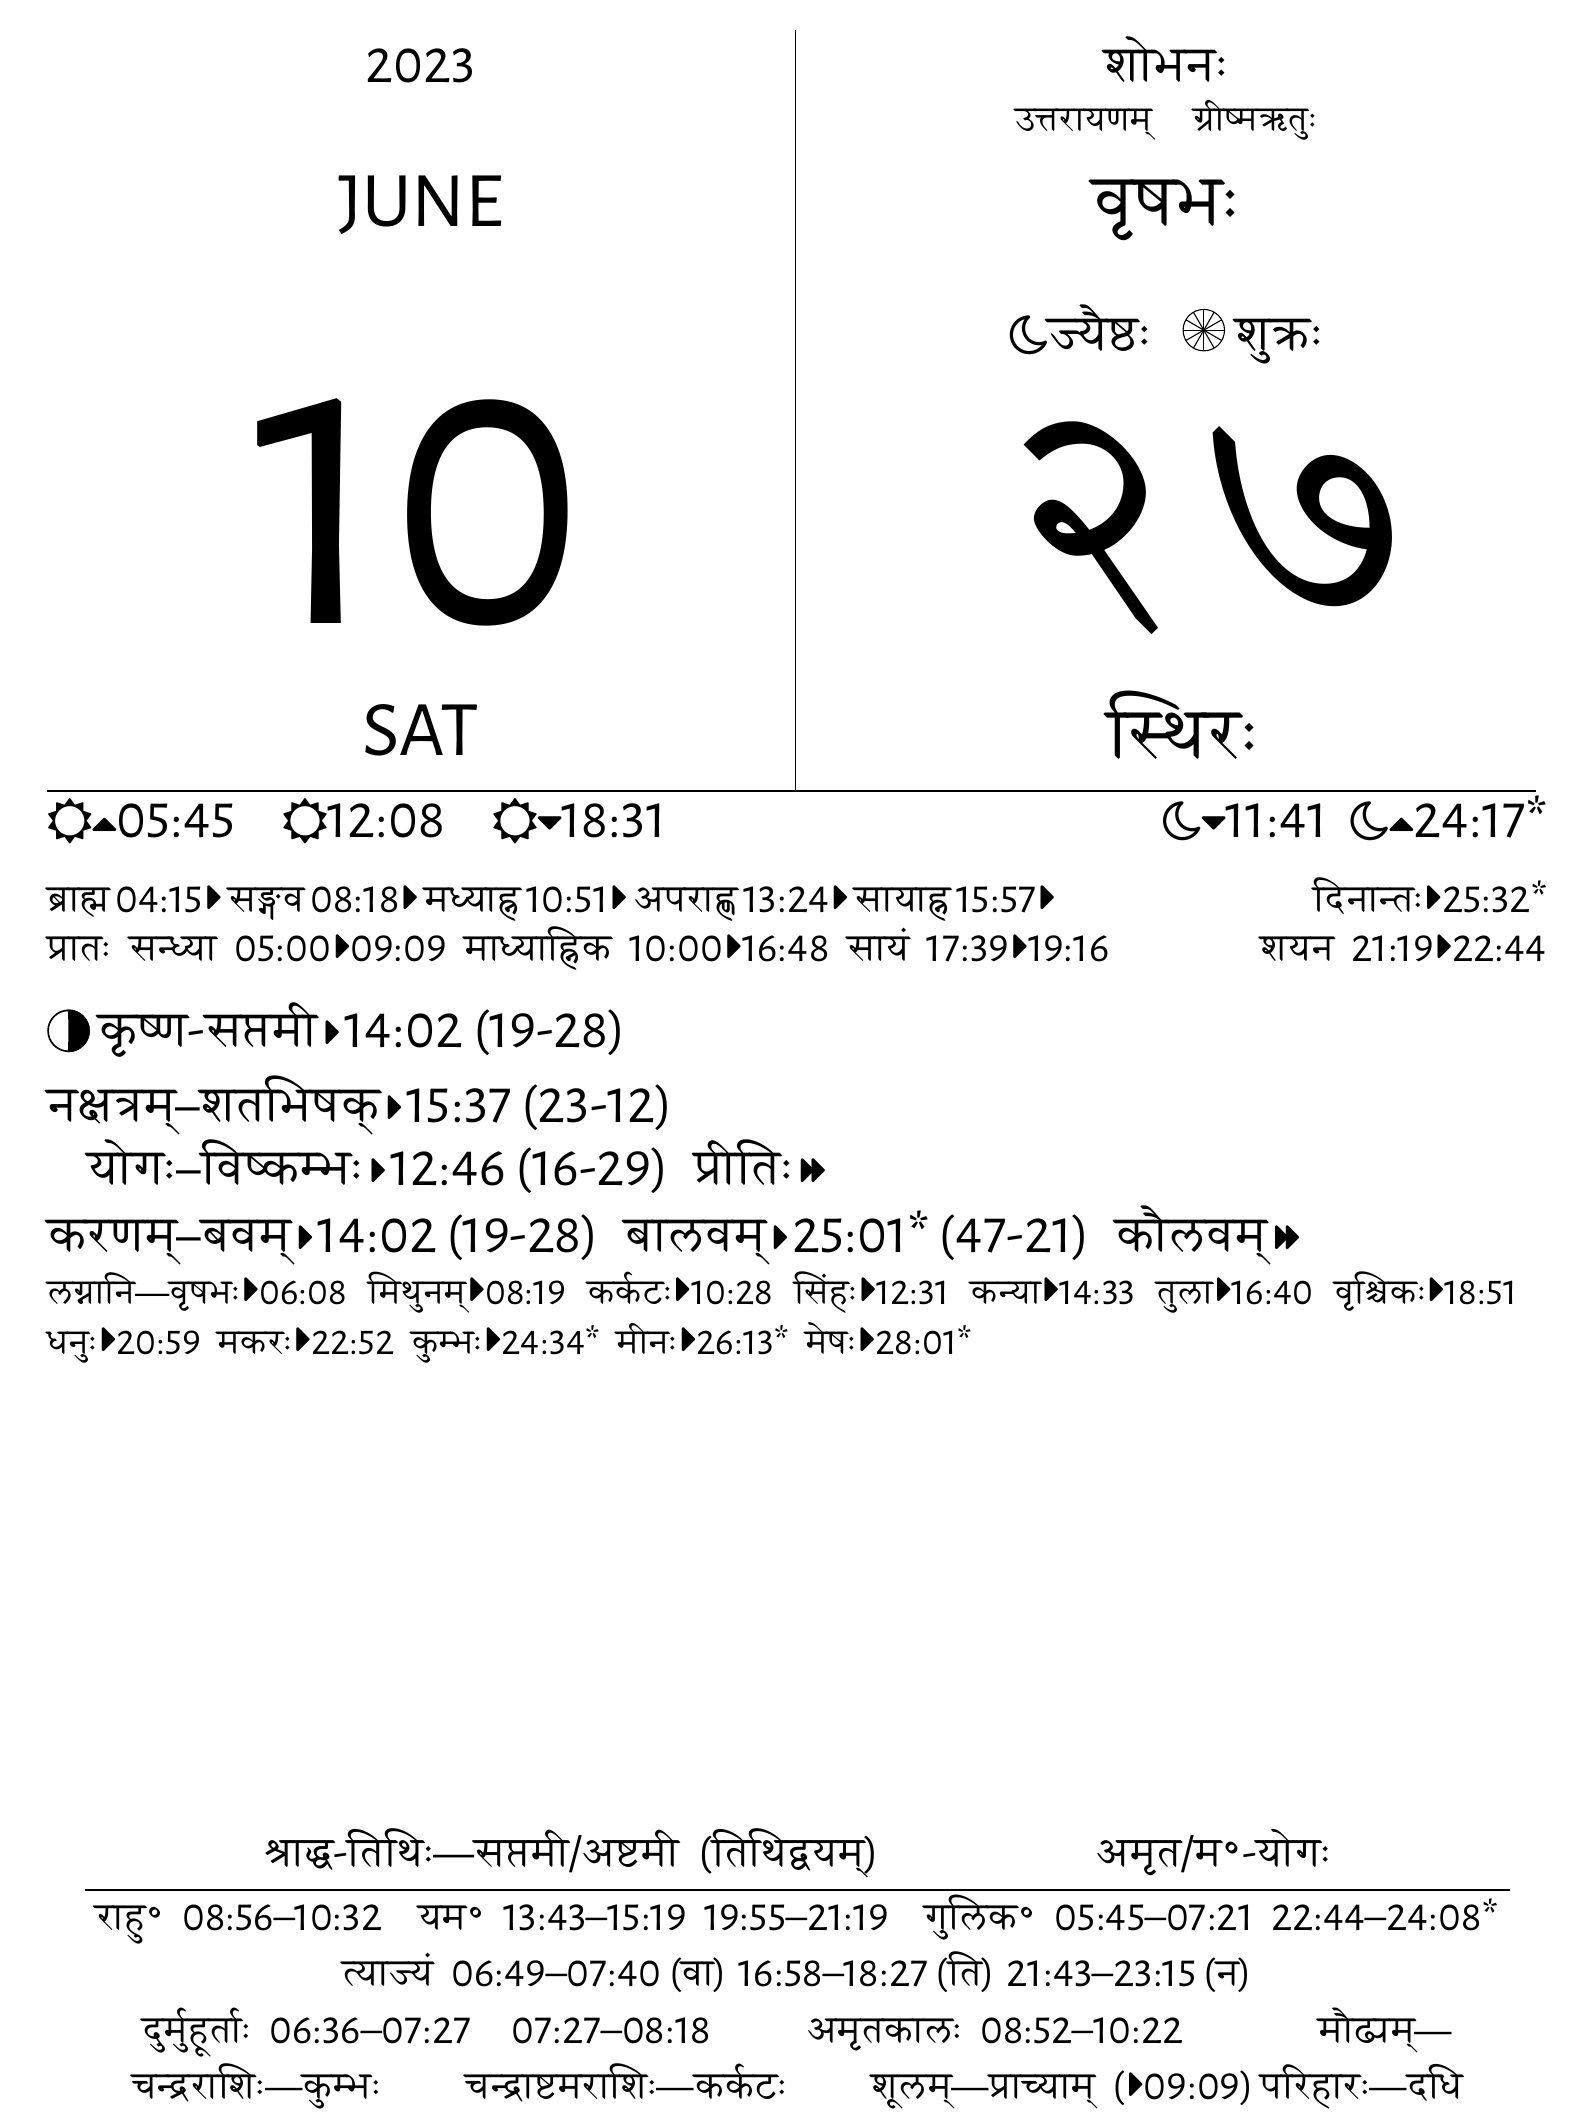 2023
JUNE
10
SAT
शोभनः
उत्तरायणम् ग्रीष्मऋतुः
वृषभः
ज्यैष्ठः शुक्रः
२७
स्थिरः
05:45 12:08 18:31 11:41 24:17*
ब्राह्म 04:15 सङ्गव 08:18 मध्याह्न 10:51 अपराह्ण 13:24 सायाह्न 15:57 दिनान्तः 25:32*
प्रातः सन्ध्या 05:00 09:09 माध्याह्निक 10:00 16:48 सायं 17:39 19:16 शयन 21:19 22:44
कृष्ण-सप्तमी 14:02 (19-28)
नक्षत्रम्–शतभिषक् 15:37 (23-12)
योगः–विष्कम्भः 12:46 (16-29) प्रीतिः
करणम्–बवम् 14:02 (19-28) बालवम् 25:01* (47-21) कौलवम्
लग्नानि—वृषभः 06:08 मिथुनम् 08:19 कर्कटः 10:28 सिंहः 12:31 कन्या 14:33 तुला 16:40 वृश्चिकः 18:51
धनुः 20:59 मकरः 22:52 कुम्भः 24:34* मीनः 26:13* मेषः 28:01*
श्राद्ध-तिथिः—सप्तमी/अष्टमी (तिथिद्वयम्) अमृत/म॰-योगः
राहु॰ 08:56–10:32 यम॰ 13:43–15:19 19:55–21:19 गुलिक॰ 05:45–07:21 22:44–24:08*
त्याज्यं 06:49–07:40 (वा) 16:58–18:27 (ति) 21:43–23:15 (न)
दुर्मुहूर्ताः 06:36–07:27 07:27–08:18 अमृतकालः 08:52–10:22 मौढ्यम्—
चन्द्रराशिः—कुम्भः चन्द्राष्टमराशिः—कर्कटः शूलम्—प्राच्याम् (09:09) परिहारः—दधि